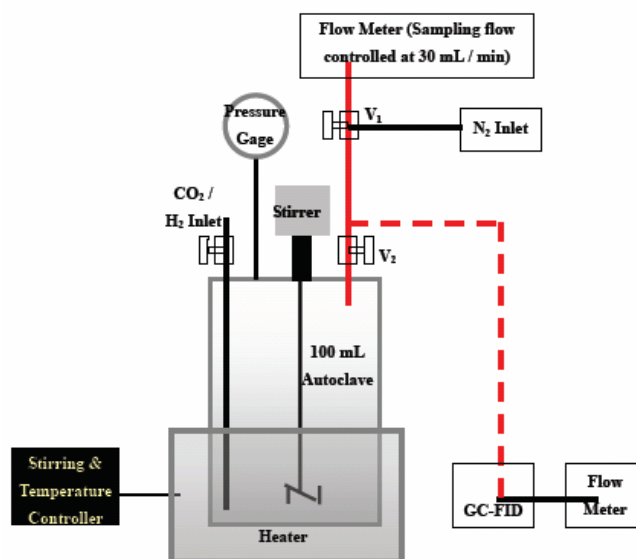 Flow Meter (Sampling flow
controlled at 30 mL / min)
V1
N2 Inlet
Pressure
Gage
CO2 /
H2 Inlet
Stirrer
V2
100 mL
Autoclave
Stirring &
Temperature
Controller
Heater
GC-FID
Flow
Meter